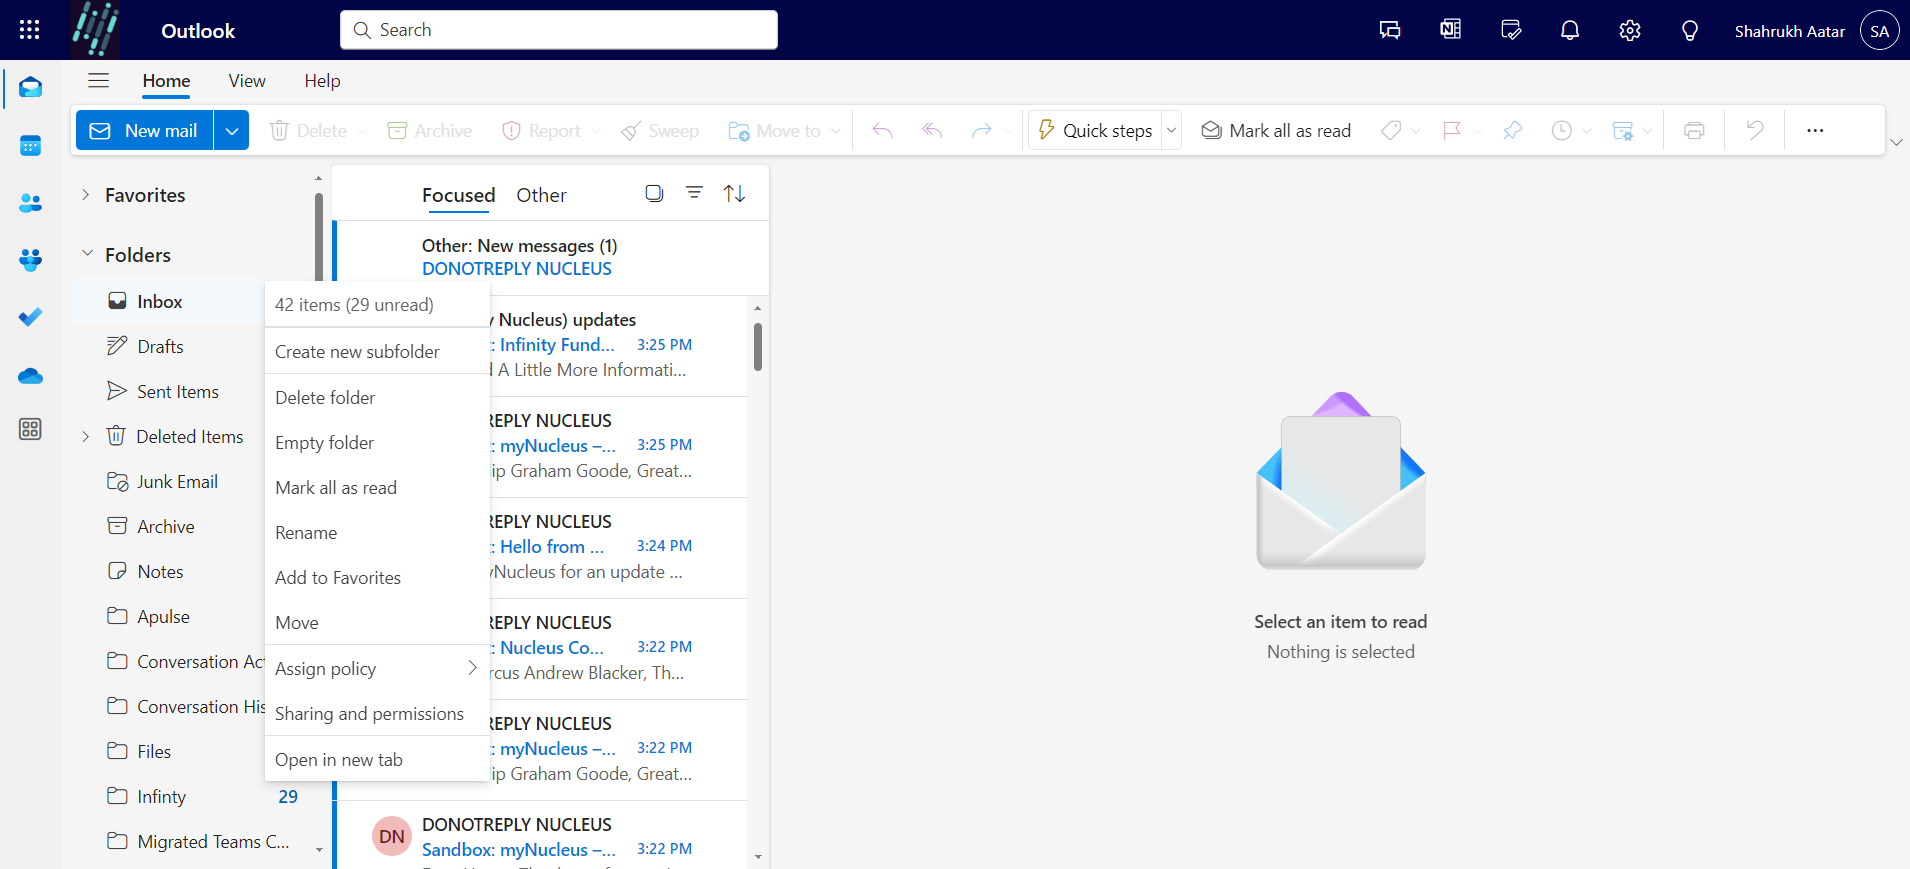 Outlook
Search
Shahrukh Aatar
SA
Home
View
Help
New mail
Delete
Archive
Report
Sweep
Move to
Quick steps
Mark all as read
Favorites
Folders
Inbox
Drafts
Sent Items
Deleted Items
Junk Email
Archive
Notes
Apulse
Conversation Act
Conversation His
Files
Infinty 29
Migrated Teams C...
42 items (29 unread)
Create new subfolder
Delete folder
Empty folder
Mark all as read
Rename
Add to Favorites
Move
Assign policy
Sharing and permissions
Open in new tab
Focused
Other
Other: New messages (1)
DONOTREPLY NUCLEUS
y Nucleus) updates
: Infinity Fund... 3:25 PM
A Little More Informati...
REPLY NUCLEUS
: myNucleus –... 3:25 PM
ip Graham Goode, Great...
REPLY NUCLEUS
: Hello from ... 3:24 PM
yNucleus for an update ...
REPLY NUCLEUS
: Nucleus Co... 3:22 PM
rcus Andrew Blacker, Th...
REPLY NUCLEUS
: myNucleus –... 3:22 PM
ip Graham Goode, Great...
DN
DONOTREPLY NUCLEUS
Sandbox: myNucleus –... 3:22 PM
Select an item to read
Nothing is selected